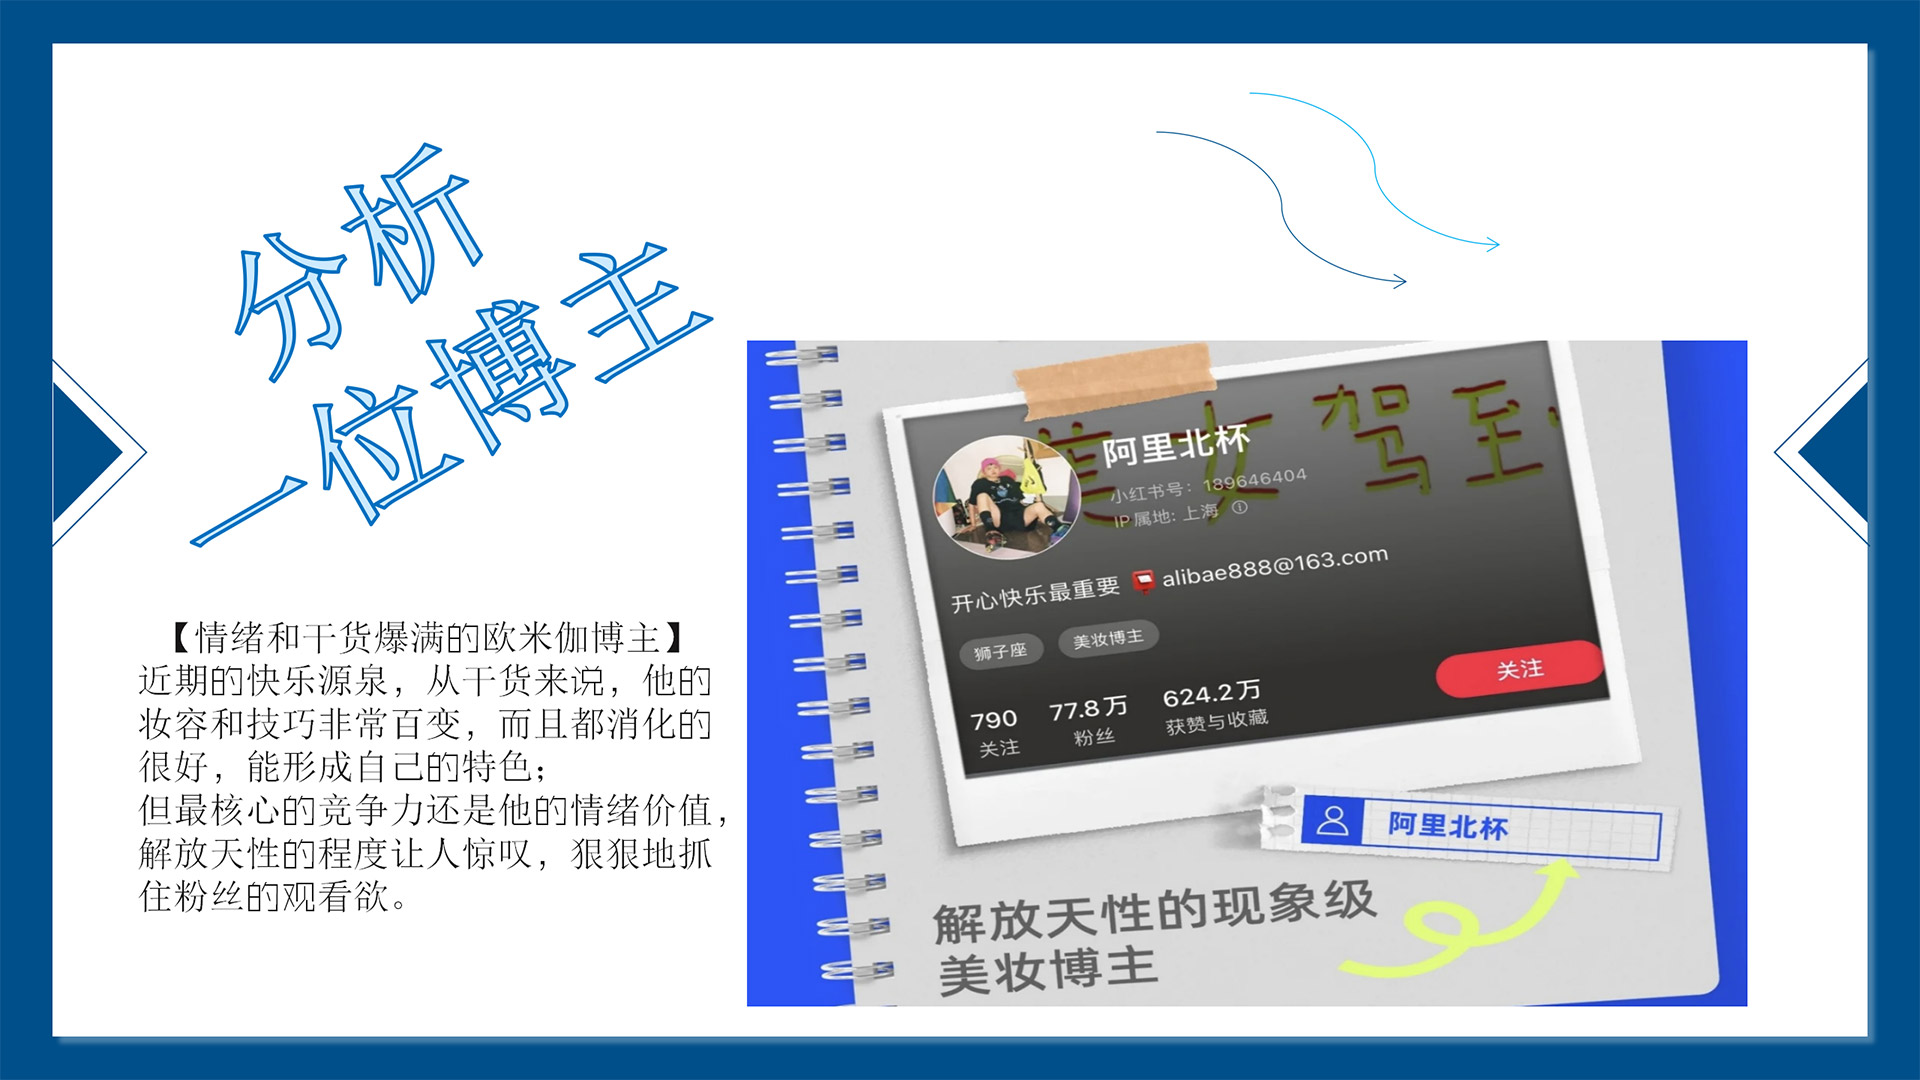 分析
一位博主
【情绪和干货爆满的欧米伽博主】
近期的快乐源泉，从干货来说，他的
妆容和技巧非常百变，而且都消化的
很好，能形成自己的特色；
但最核心的竞争力还是他的情绪价值，
解放天性的程度让人惊叹，狠狠地抓
住粉丝的观看欲。
美女驾至
阿里北杯
小红书号：189646404
IP属地：上海
开心快乐最重要 alibae888@163.com
狮子座 美妆博主
790 77.8万 624.2万
关注 粉丝 获赞与收藏
关注
阿里北杯
解放天性的现象级
美妆博主